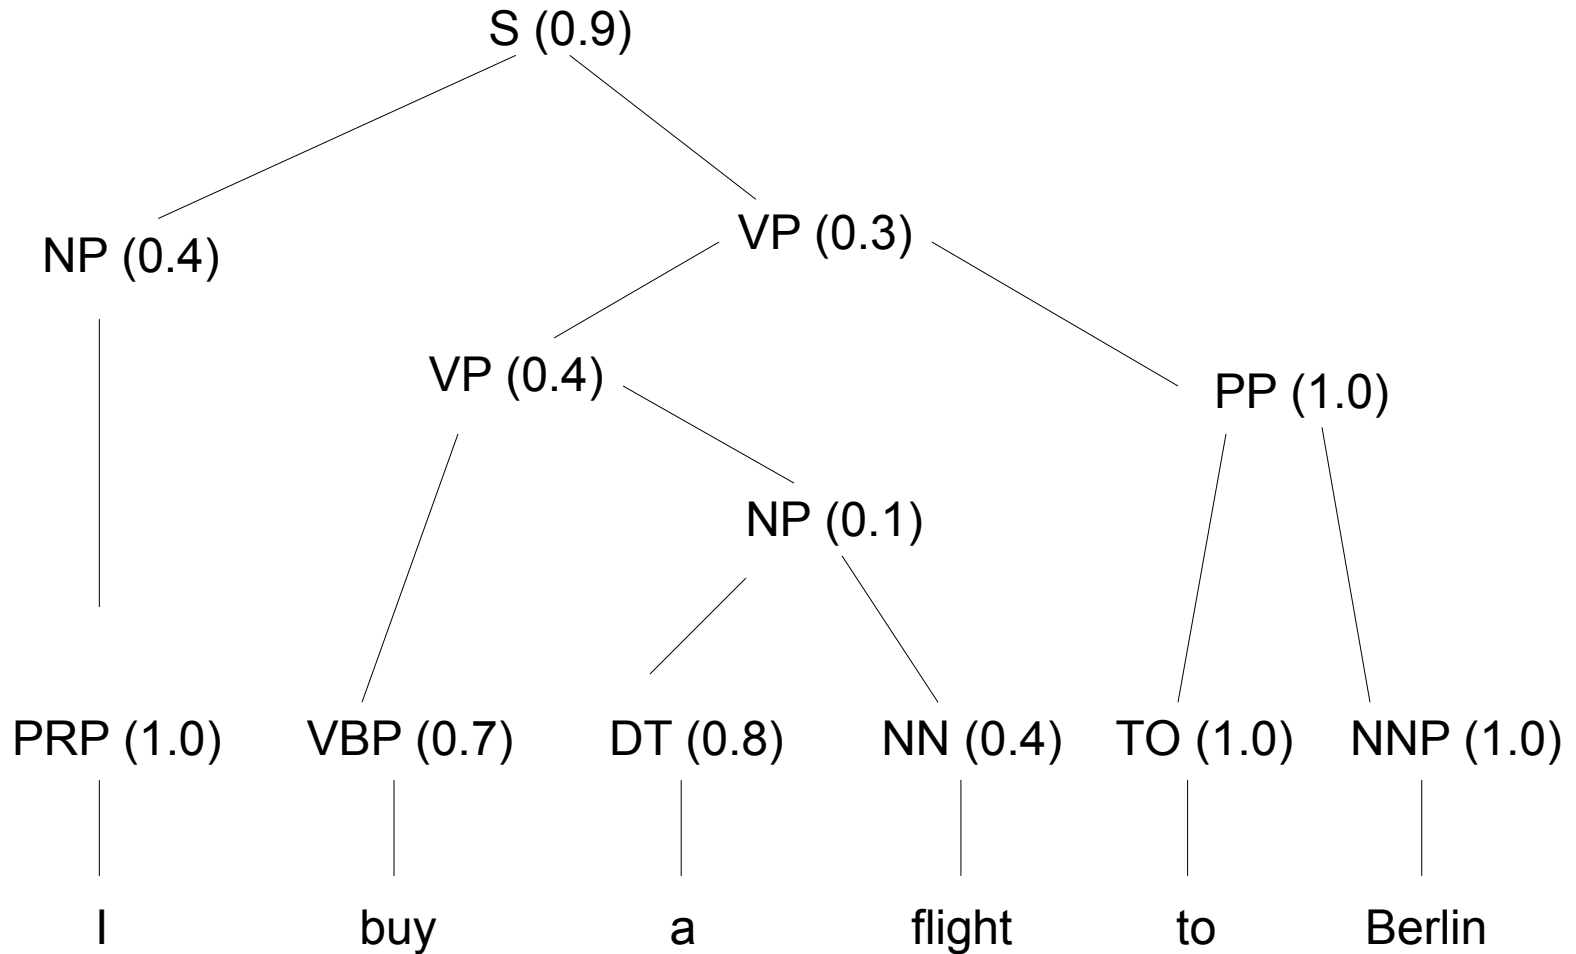 S (0.9)
NP (0.4)
VP (0.3)
VP (0.4)
PP (1.0)
NP (0.1)
PRP (1.0) VBP (0.7) DT (0.8) NN (0.4) TO (1.0) NNP (1.0)
I buy a flight to Berlin